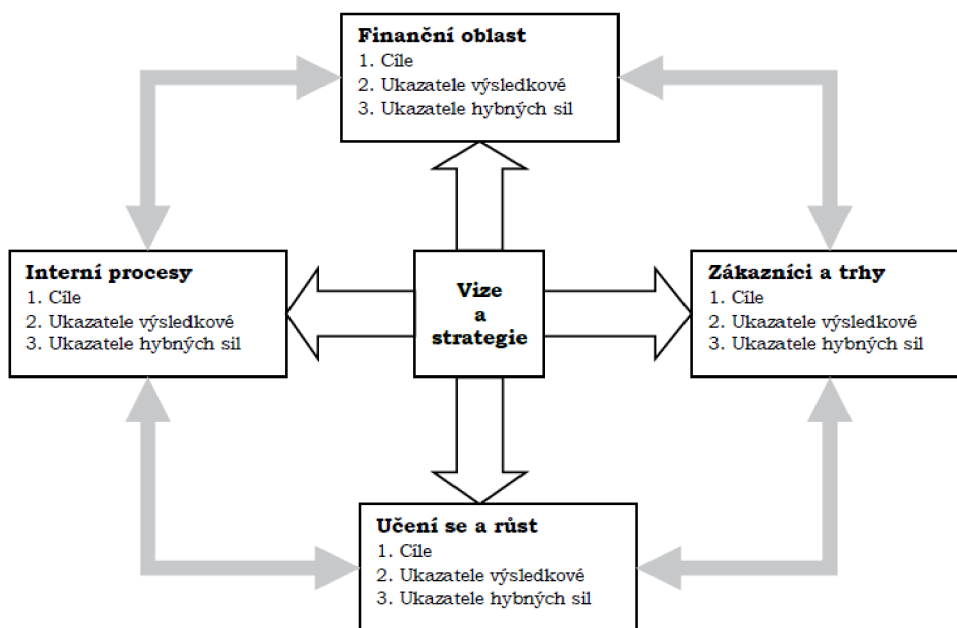 Finanční oblast
1. Cíle
2. Ukazatele výsledkové
3. Ukazatele hybných sil
Interní procesy
1. Cíle
2. Ukazatele výsledkové
3. Ukazatele hybných sil
Vize
a
strategie
Zákazníci a trhy
1. Cíle
2. Ukazatele výsledkové
3. Ukazatele hybných sil
Učení se a růst
1. Cíle
2. Ukazatele výsledkové
3. Ukazatele hybných sil